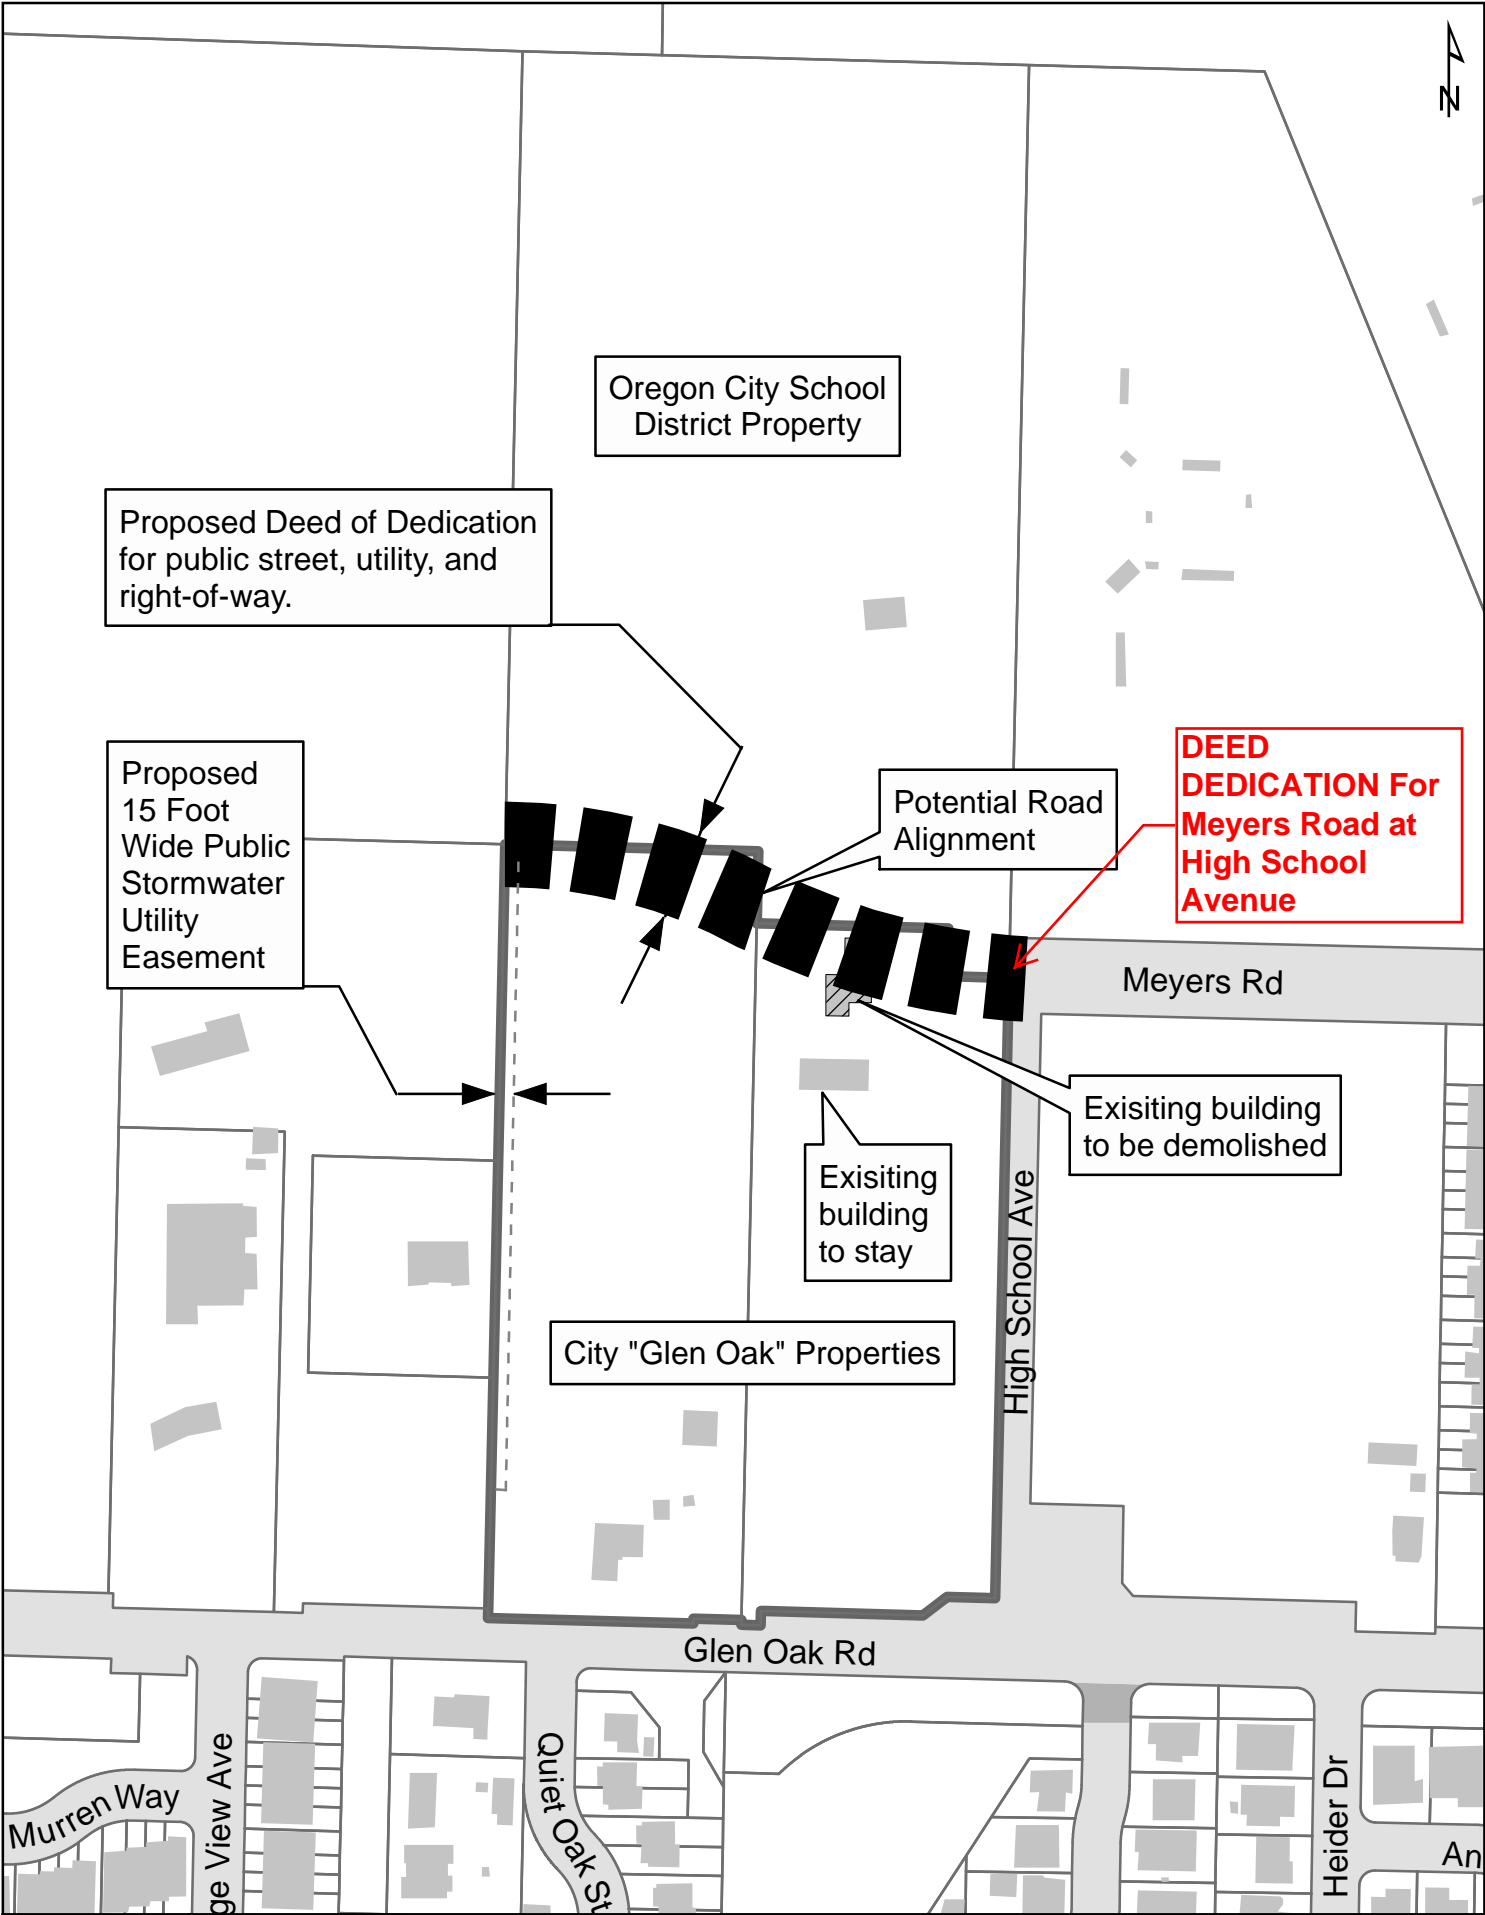 N
Oregon City School
District Property
Proposed Deed of Dedication
for public street, utility, and
right-of-way.
DEED
DEDICATION For
Meyers Road at
High School
Avenue
Proposed
15 Foot
Wide Public
Stormwater
Utility
Easement
Potential Road
Alignment
Meyers Rd
Exisiting building
to be demolished
Exisiting
building
to stay
High School Ave
City "Glen Oak" Properties
Glen Oak Rd
Murren Way
ge View Ave
Quiet Oak St
Heider Dr
An